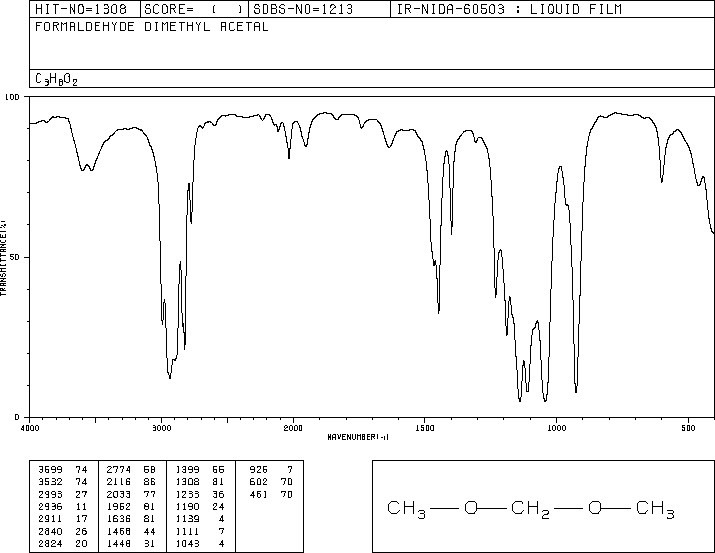 HIT-NO=1308 SCORE= ( ) SDBS-NO=1213 IR-NIDA-60503 : LIQUID FILM
FORMALDEHYDE DIMETHYL ACETAL
C3H8O2
100
50
0
TRANSMITTANCE(%)
4000 3000 2000 1500 1000 500
WAVENUMBER(-1)
3599 74 2774 58 1399 55 926 7
3532 74 2116 86 1308 81 602 70
2993 27 2033 77 1233 36 461 70
2936 11 1962 81 1190 24
2911 17 1636 81 1139 4
2840 26 1468 44 1111 7
2824 20 1448 31 1043 4
CH3 O CH2 O CH3